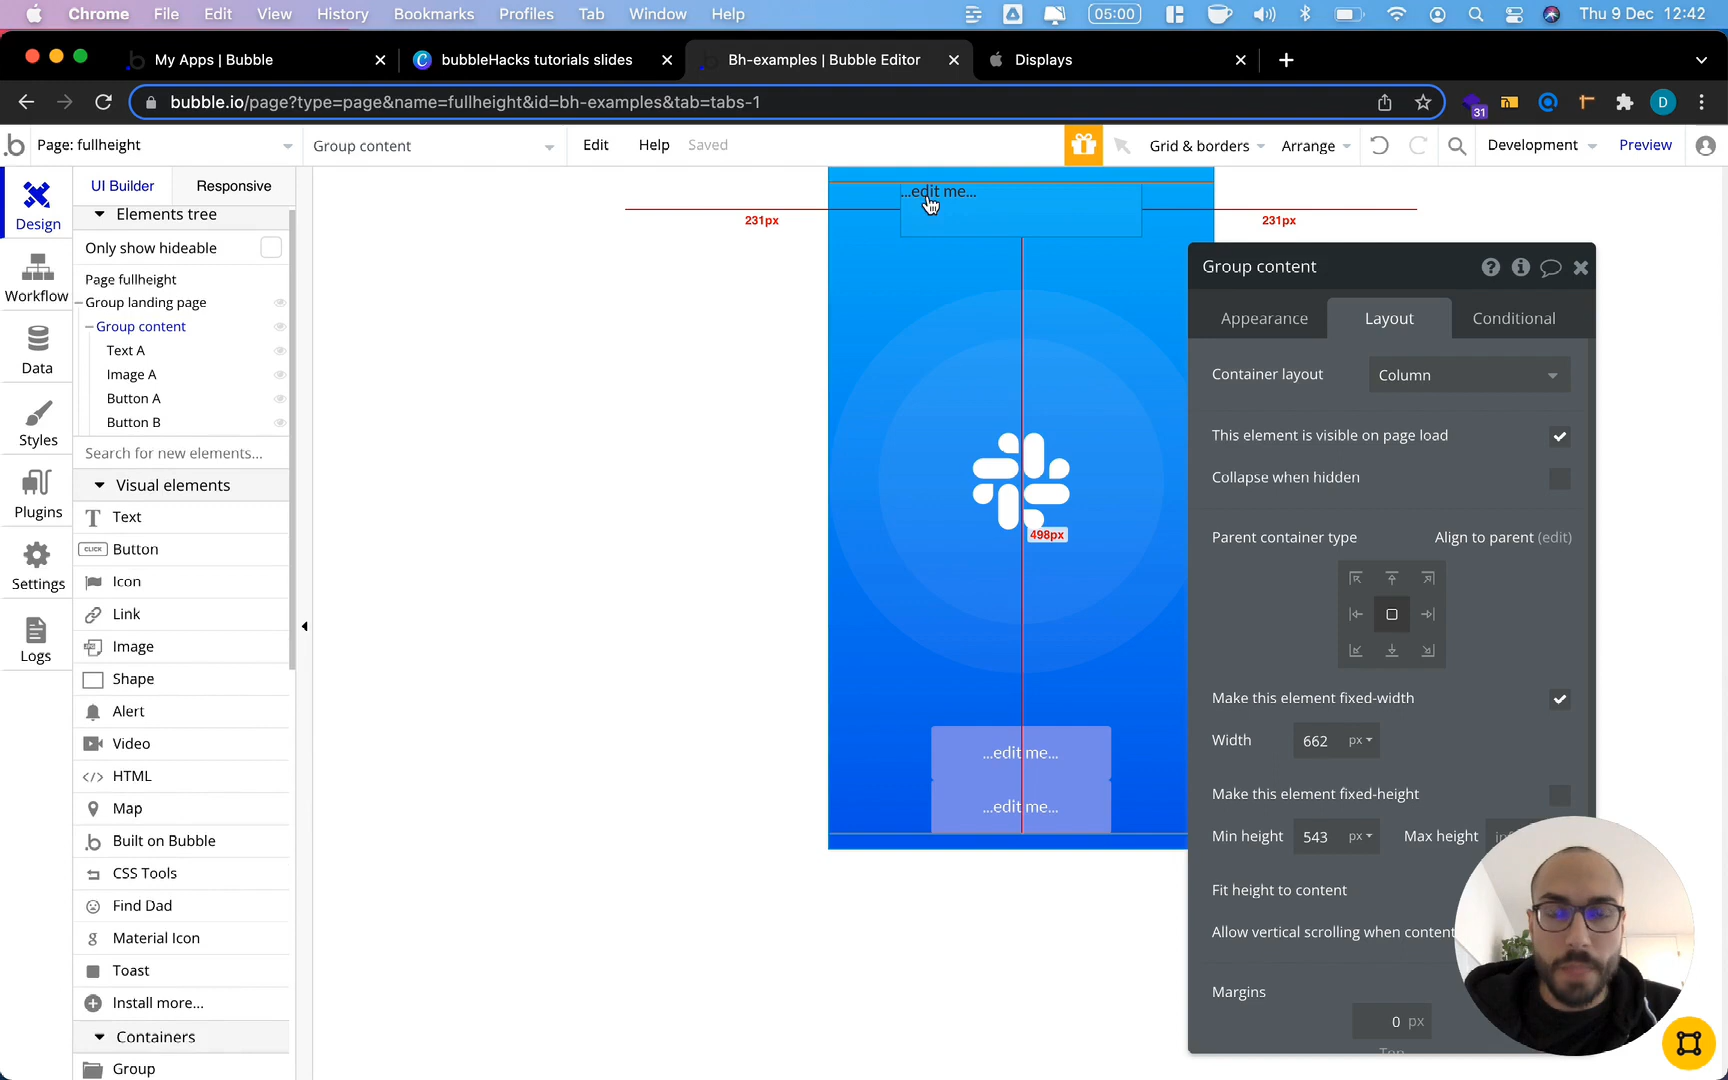 Chrome File Edit View History Bookmarks Profiles Tab Window Help 05:00 Thu 9 Dec 12:42
My Apps | Bubble
bubbleHacks tutorials slides
Bh-examples | Bubble Editor
Displays
bubble.io/page?type=page&name=fullheight&id=bh-examples&tab=tabs-1
31
D
Page: fullheight
Group content
Edit Help Saved
Grid & borders Arrange
Development Preview
Design
Workflow
Data
Styles
Plugins
Settings
Logs
UI Builder Responsive
Elements tree
Only show hideable
Page fullheight
Group landing page
Group content
Text A
Image A
Button A
Button B
Search for new elements...
Visual elements
Text
CLICK Button
Icon
Link
Image
Shape
Alert
Video
</> HTML
Map
Built on Bubble
CSS Tools
Find Dad
g Material Icon
Toast
Install more...
Containers
Group
...edit me...
231px
231px
498px
...edit me...
...edit me...
Group content
Appearance Layout Conditional
Container layout Column
This element is visible on page load
Collapse when hidden
Parent container type Align to parent (edit)
Make this element fixed-width
Width 662 px
Make this element fixed-height
Min height 543 px Max height
Fit height to content
Allow vertical scrolling when content
Margins
0 px